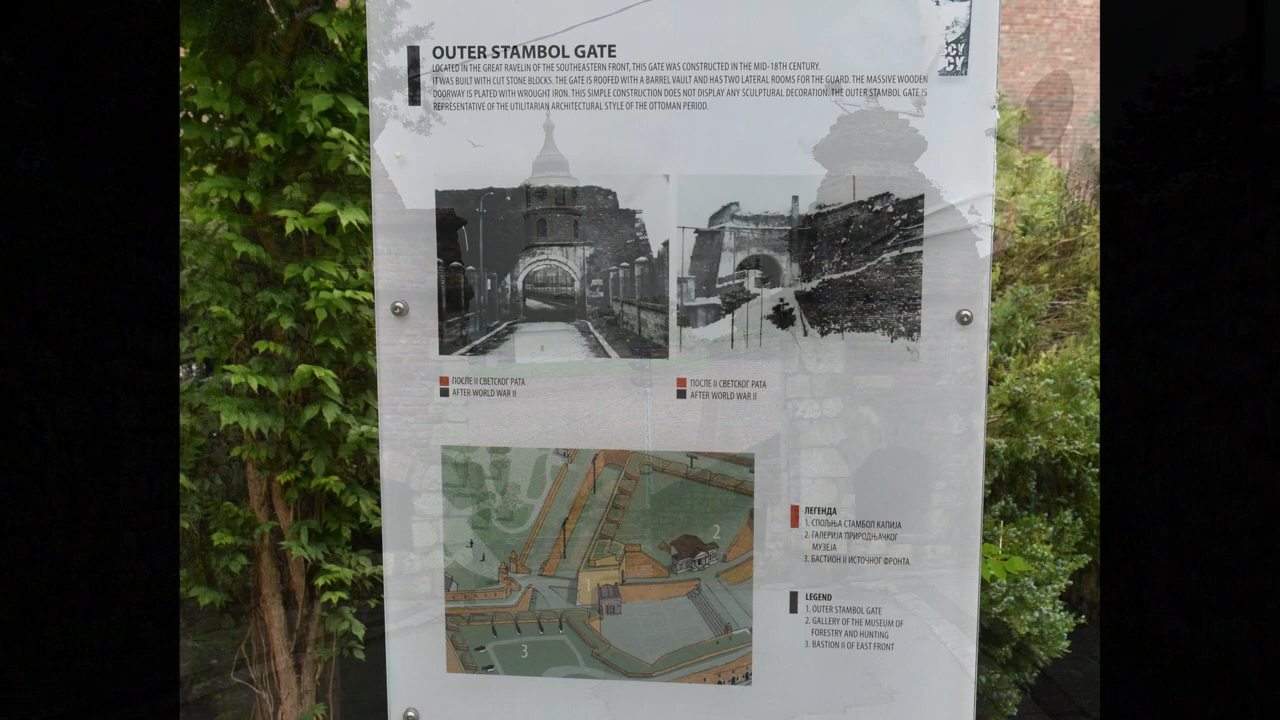 OUTER STAMBOL GATE
LOCATED IN THE GREAT RAVELIN OF THE SOUTHEASTERN FRONT, THIS GATE WAS CONSTRUCTED IN THE MID-18TH CENTURY.
IT WAS BUILT WITH CUT STONE BLOCKS. THE GATE IS ROOFED WITH A BARREL VAULT AND HAS TWO LATERAL ROOMS FOR THE GUARD. THE MASSIVE WOODEN
DOORWAY IS PLATED WITH WROUGHT IRON. THIS SIMPLE CONSTRUCTION DOES NOT DISPLAY ANY SCULPTURAL DECORATION. THE OUTER STAMBOL GATE IS
REPRESENTATIVE OF THE UTILITARIAN ARCHITECTURAL STYLE OF THE OTTOMAN PERIOD.
ПОСЛЕ II СВЕТСКОГ РАТА
AFTER WORLD WAR II
ПОСЛЕ II СВЕТСКОГ РАТА
AFTER WORLD WAR II
1
2
3
ЛЕГЕНДА
1. СПОЉЊА СТАМБОЛ КАПИЈА
2. ГАЛЕРИЈА ПРИРОДЊАЧКОГ
МУЗЕЈА
3. БАСТИОН II ИСТОЧНОГ ФРОНТА
LEGEND
1. OUTER STAMBOL GATE
2. GALLERY OF THE MUSEUM OF
FORESTRY AND HUNTING
3. BASTION II OF EAST FRONT